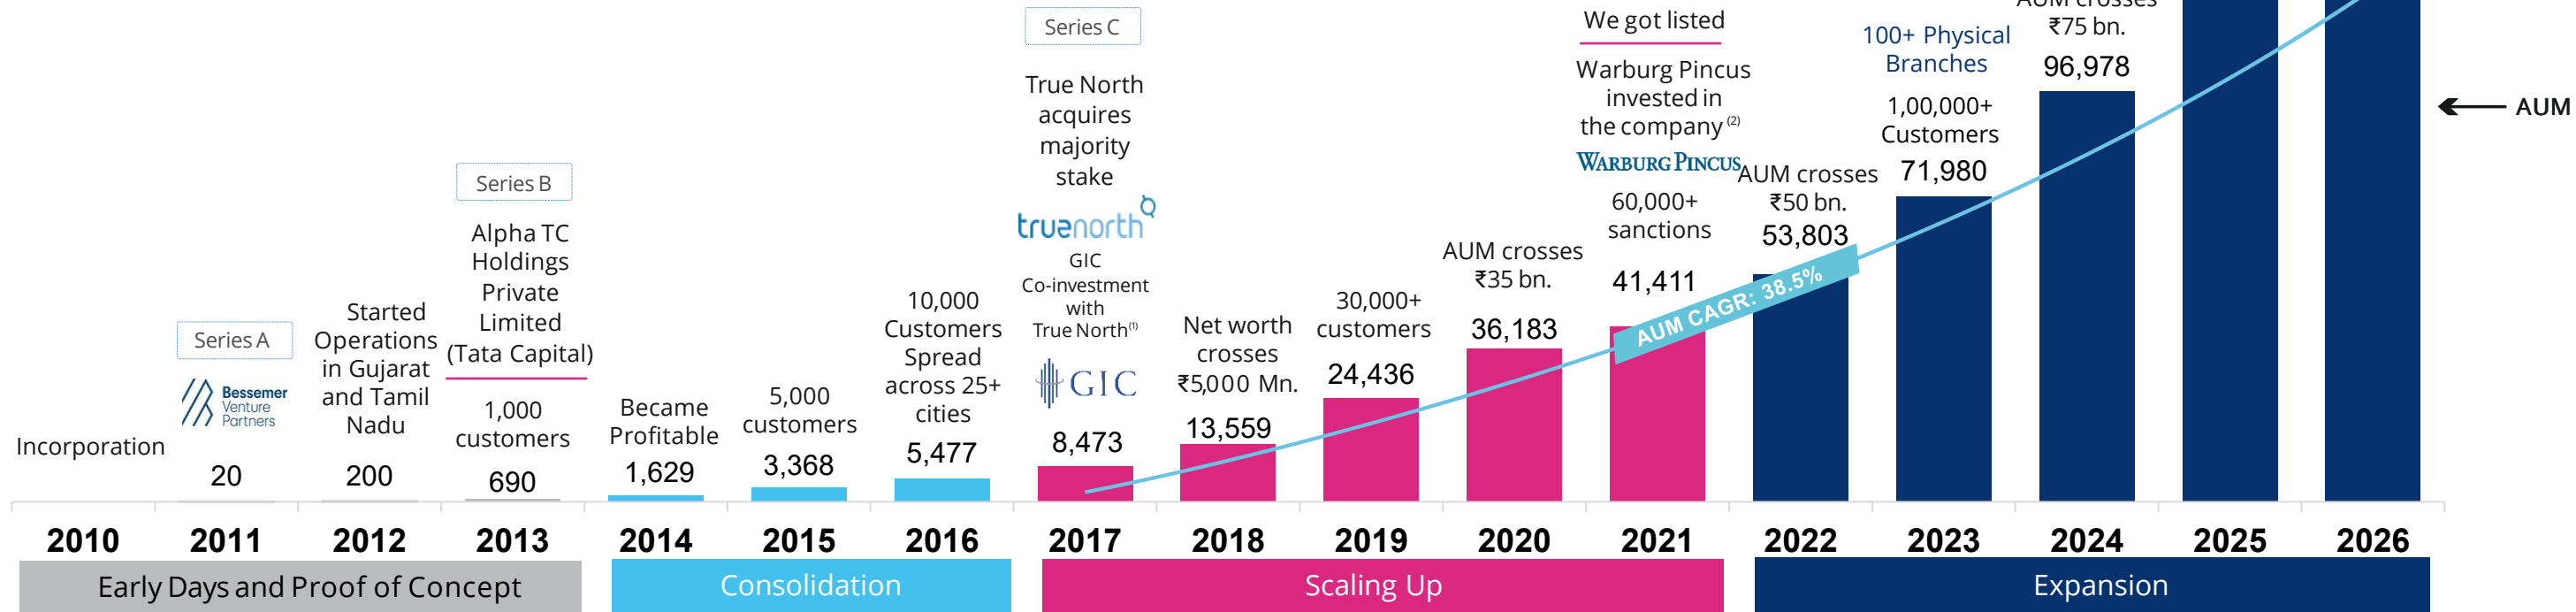 Incorporation
Series A
Bessemer
Venture
Partners
20
Started
Operations
in Gujarat
and Tamil
Nadu
200
Series B
Alpha TC
Holdings
Private
Limited
(Tata Capital)
1,000
customers
690
Became
Profitable
1,629
5,000
customers
3,368
10,000
Customers
Spread
across 25+
cities
5,477
Series C
True North
acquires
majority
stake
truenorth
GIC
Co-investment
with
True North(1)
GIC
8,473
Net worth
crosses
₹5,000 Mn.
13,559
30,000+
customers
24,436
AUM crosses
₹35 bn.
36,183
We got listed
Warburg Pincus
invested in
the company (2)
WARBURG PINCUS
60,000+
sanctions
41,411
AUM crosses
₹50 bn.
53,803
100+ Physical
Branches
1,00,000+
Customers
71,980
AUM crosses
₹75 bn.
96,978
AUM CAGR: 38.5%
AUM
2010 2011 2012 2013 2014 2015 2016 2017 2018 2019 2020 2021 2022 2023 2024 2025 2026
Early Days and Proof of Concept Consolidation Scaling Up Expansion